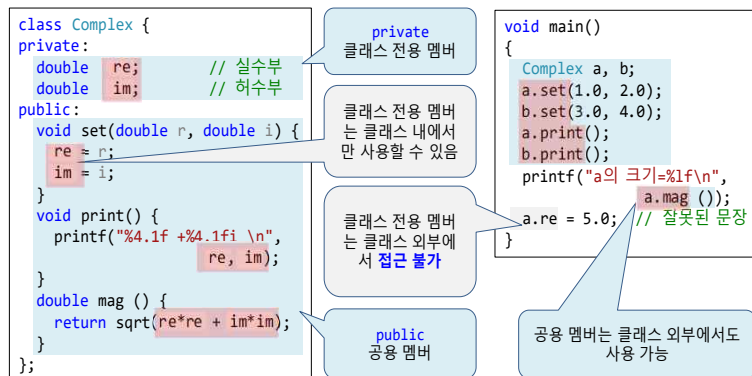 class Complex {
private:
double re; // 실수부
double im; // 허수부
public:
void set(double r, double i) {
re = r;
im = i;
}
void print() {
printf("%4.1f +%4.1fi \n",
re, im);
}
double mag () {
return sqrt(re*re + im*im);
}
};
private
클래스 전용 멤버
클래스 전용 멤버
는 클래스 내에서
만 사용할 수 있음
클래스 전용 멤버
는 클래스 외부에
서 접근 불가
public
공용 멤버
void main()
{
Complex a, b;
a.set(1.0, 2.0);
b.set(3.0, 4.0);
a.print();
b.print();
printf("a의 크기=%lf\n",
a.mag ());
a.re = 5.0; // 잘못된 문장
}
공용 멤버는 클래스 외부에서도
사용 가능